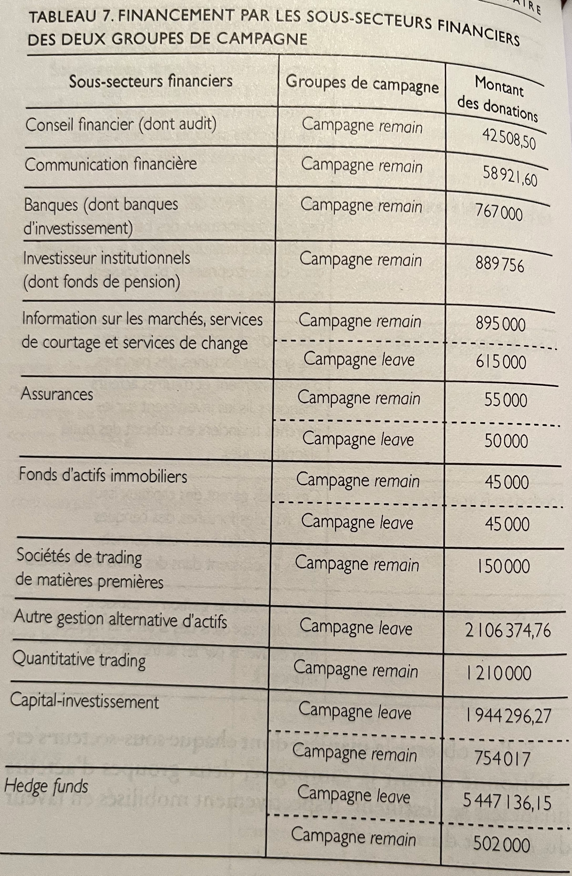 AIRE
TABLEAU 7. FINANCEMENT PAR LES SOUS-SECTEURS FINANCIERS
DES DEUX GROUPES DE CAMPAGNE
Sous-secteurs financiers Groupes de campagne Montant
des donations
Conseil financier (dont audit) Campagne remain 42 508,50
Communication financière Campagne remain 58 921,60
Banques (dont banques Campagne remain 767 000
d'investissement)
Investisseur institutionnels Campagne remain 889 756
(dont fonds de pension)
Information sur les marchés, services Campagne remain 895 000
de courtage et services de change Campagne leave 615 000
Assurances Campagne remain 55 000
Campagne leave 50 000
Fonds d'actifs immobiliers Campagne remain 45 000
Campagne leave 45 000
Sociétés de trading Campagne remain 150 000
de matières premières
Autre gestion alternative d'actifs Campagne leave 2 106 374,76
Quantitative trading Campagne remain 1 210 000
Capital-investissement Campagne leave 1 944 296,27
Campagne remain 754 017
Hedge funds Campagne leave 5 447 136,15
Campagne remain 502 000